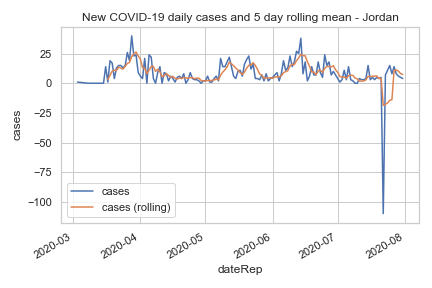 New COVID-19 daily cases and 5 day rolling mean - Jordan
cases
25
0
−25
−50
−75
−100
cases
cases (rolling)
2020-03
2020-04
2020-05
2020-06
2020-07
2020-08
dateRep